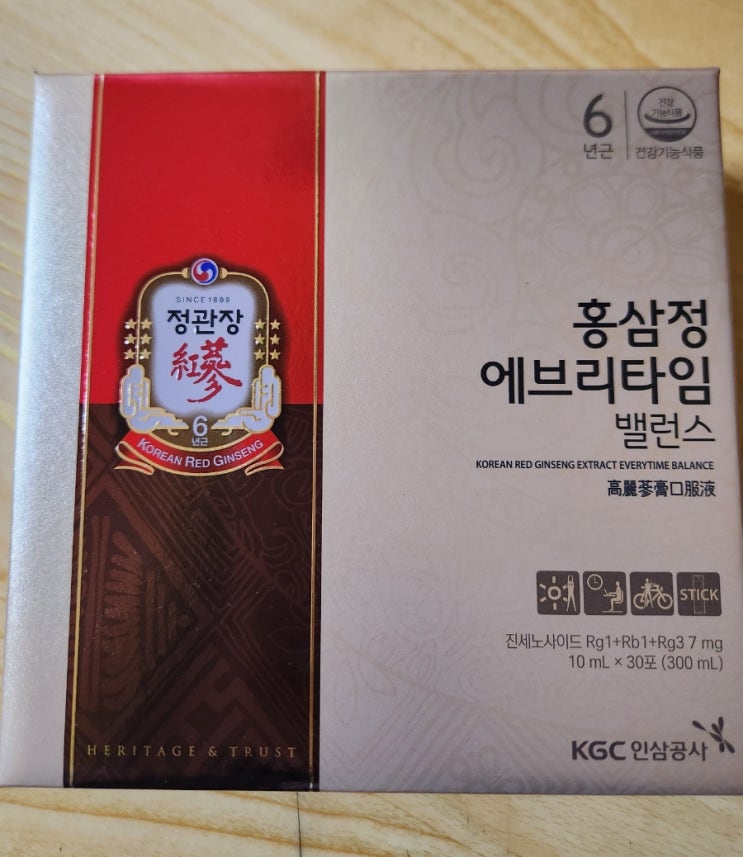 SINCE 1899
정관장
紅蔘
6
년근
KOREAN RED GINSENG
HERITAGE & TRUST
6
년근
건강
기능식품
건강기능식품
홍삼정
에브리타임
밸런스
KOREAN RED GINSENG EXTRACT EVERYTIME BALANCE
高麗蔘膏口服液
STICK
진세노사이드 Rg1+Rb1+Rg3 7 mg
10 mL × 30포 (300 mL)
KGC 인삼공사